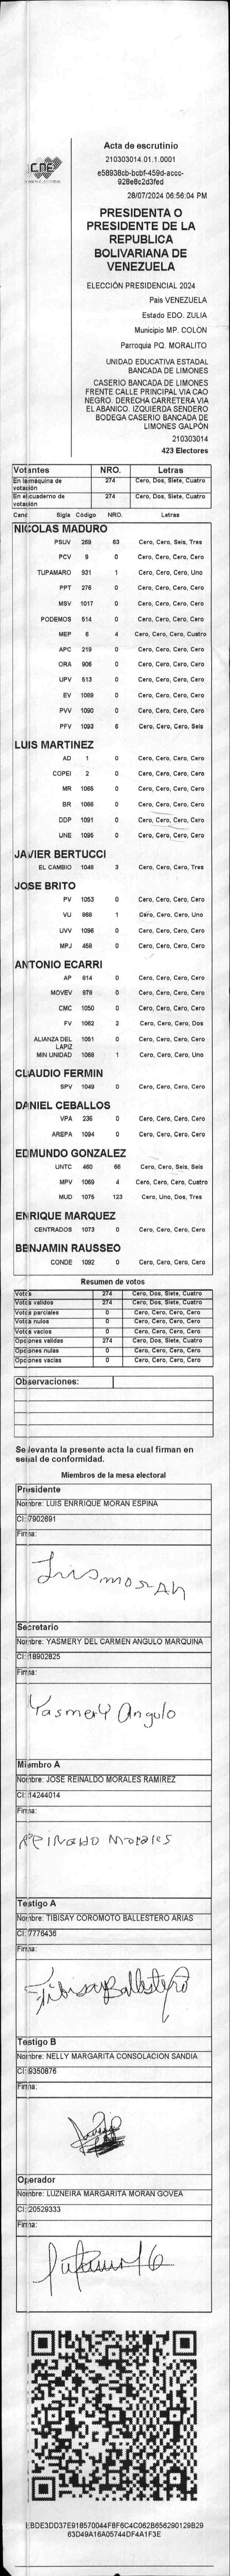 CNE
Acta de escrutinio
210303014.01.1.0001
e58938cb-bcbf-459d-acco-
928e8c2d3fed
28/07/2024 06:56:04 PM
PRESIDENTA O
PRESIDENTE DE LA
REPUBLICA
BOLIVARIANA DE
VENEZUELA
ELECCIÓN PRESIDENCIAL 2024
Pais VENEZUELA
Estado EDO. ZULIA
Municipio MP. COLON
Parroquia PQ. MORALITO
UNIDAD EDUCATIVA ESTADAL
BANCADA DE LIMONES
CASERIO BANCADA DE LIMONES
FRENTE CALLE PRINCIPAL VIA CAO
NEGRO. DERECHA CARRETERA VIA
EL ABANICO. IZQUIERDA SENDERO
BODEGA CASERIO BANCADA DE
LIMONES GALPÓN
210303014
423 Electores
Votantes NRO. Letras
En la máquina de votación 274 Cero, Dos, Siete, Cuatro
En el cuaderno de votación 274 Cero, Dos, Siete, Cuatro
Cand Sigla Código NRO. Letras
NICOLAS MADURO
PSUV 269 63 Cero, Cero, Seis, Tres
PCV 9 0 Cero, Cero, Cero, Cero
TUPAMARO 931 1 Cero, Cero, Cero, Uno
PPT 276 0 Cero, Cero, Cero, Cero
MSV 1017 0 Cero, Cero, Cero, Cero
PODEMOS 514 0 Cero, Cero, Cero, Cero
MEP 6 4 Cero, Cero, Cero, Cuatro
APC 219 0 Cero, Cero, Cero, Cero
ORA 906 0 Cero, Cero, Cero, Cero
UPV 513 0 Cero, Cero, Cero, Cero
EV 1089 0 Cero, Cero, Cero, Cero
PVV 1090 0 Cero, Cero, Cero, Cero
PFV 1093 6 Cero, Cero, Cero, Seis
LUIS MARTINEZ
AD 1 0 Cero, Cero, Cero, Cero
COPEI 2 0 Cero, Cero, Cero, Cero
MR 1065 0 Cero, Cero, Cero, Cero
BR 1066 0 Cero, Cero, Cero, Cero
DDP 1091 0 Cero, Cero, Cero, Cero
UNE 1095 0 Cero, Cero, Cero, Cero
JAVIER BERTUCCI
EL CAMBIO 1046 3 Cero, Cero, Cero, Tres
JOSE BRITO
PV 1053 0 Cero, Cero, Cero, Cero
VU 868 1 Cero, Cero, Cero, Uno
UVV 1096 0 Cero, Cero, Cero, Cero
MPJ 458 0 Cero, Cero, Cero, Cero
ANTONIO ECARRI
AP 814 0 Cero, Cero, Cero, Cero
MOVEV 978 0 Cero, Cero, Cero, Cero
CMC 1050 0 Cero, Cero, Cero, Cero
FV 1062 2 Cero, Cero, Cero, Dos
ALIANZA DEL LAPIZ 1051 0 Cero, Cero, Cero, Cero
MIN UNIDAD 1068 1 Cero, Cero, Cero, Uno
CLAUDIO FERMIN
SPV 1049 0 Cero, Cero, Cero, Cero
DANIEL CEBALLOS
VPA 236 0 Cero, Cero, Cero, Cero
AREPA 1094 0 Cero, Cero, Cero, Cero
EDMUNDO GONZALEZ
UNTC 460 66 Cero, Cero, Seis, Seis
MPV 1069 4 Cero, Cero, Cero, Cuatro
MUD 1075 123 Cero, Uno, Dos, Tres
ENRIQUE MARQUEZ
CENTRADOS 1073 0 Cero, Cero, Cero, Cero
BENJAMIN RAUSSEO
CONDE 1092 0 Cero, Cero, Cero, Cero
Resumen de votos
Votos 274 Cero, Dos, Siete, Cuatro
Votos validos 274 Cero, Dos, Siete, Cuatro
Votos parciales 0 Cero, Cero, Cero, Cero
Votos nulos 0 Cero, Cero, Cero, Cero
Votos vacios 0 Cero, Cero, Cero, Cero
Opciones validas 274 Cero, Dos, Siete, Cuatro
Opciones nulas 0 Cero, Cero, Cero, Cero
Opciones vacias 0 Cero, Cero, Cero, Cero
Observaciones:
Se levanta la presente acta la cual firman en
señal de conformidad.
Miembros de la mesa electoral
Presidente
Nombre: LUIS ENRRIQUE MORAN ESPINA
CI: 7902691
Firma:
Luis moran
Secretario
Nombre: YASMERY DEL CARMEN ANGULO MARQUINA
CI: 18902825
Firma:
Yasmery Angulo
Miembro A
Nombre: JOSE REINALDO MORALES RAMIREZ
CI: 14244014
Firma:
REINALDO Morales
Testigo A
Nombre: TIBISAY COROMOTO BALLESTERO ARIAS
CI: 7776436
Firma:
Tibisay Ballestero
Testigo B
Nombre: NELLY MARGARITA CONSOLACION SANDIA
CI: 9350876
Firma:
Operador
Nombre: LUZNEIRA MARGARITA MORAN GOVEA
CI: 20529333
Firma: